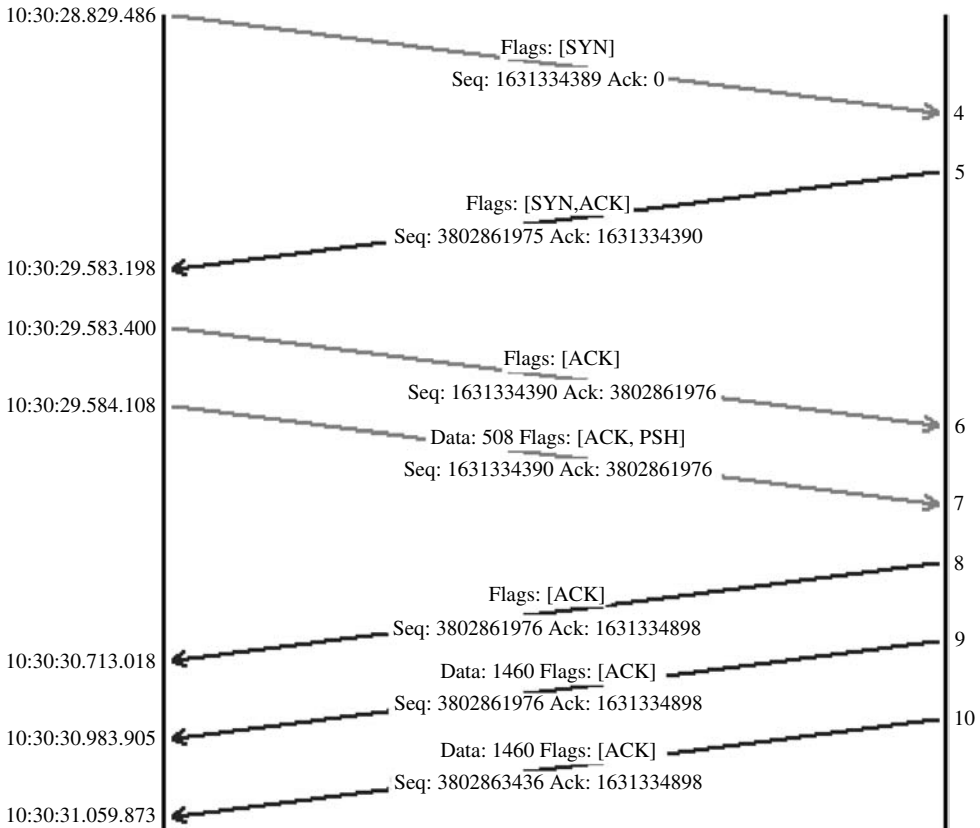 10:30:28.829.486
Flags: [SYN]
Seq: 1631334389 Ack: 0
4
5
Flags: [SYN,ACK]
Seq: 3802861975 Ack: 1631334390
10:30:29.583.198
10:30:29.583.400
Flags: [ACK]
Seq: 1631334390 Ack: 3802861976
6
10:30:29.584.108
Data: 508 Flags: [ACK, PSH]
Seq: 1631334390 Ack: 3802861976
7
8
Flags: [ACK]
Seq: 3802861976 Ack: 1631334898
10:30:30.713.018
9
Data: 1460 Flags: [ACK]
Seq: 3802861976 Ack: 1631334898
10:30:30.983.905
10
Data: 1460 Flags: [ACK]
Seq: 3802863436 Ack: 1631334898
10:30:31.059.873